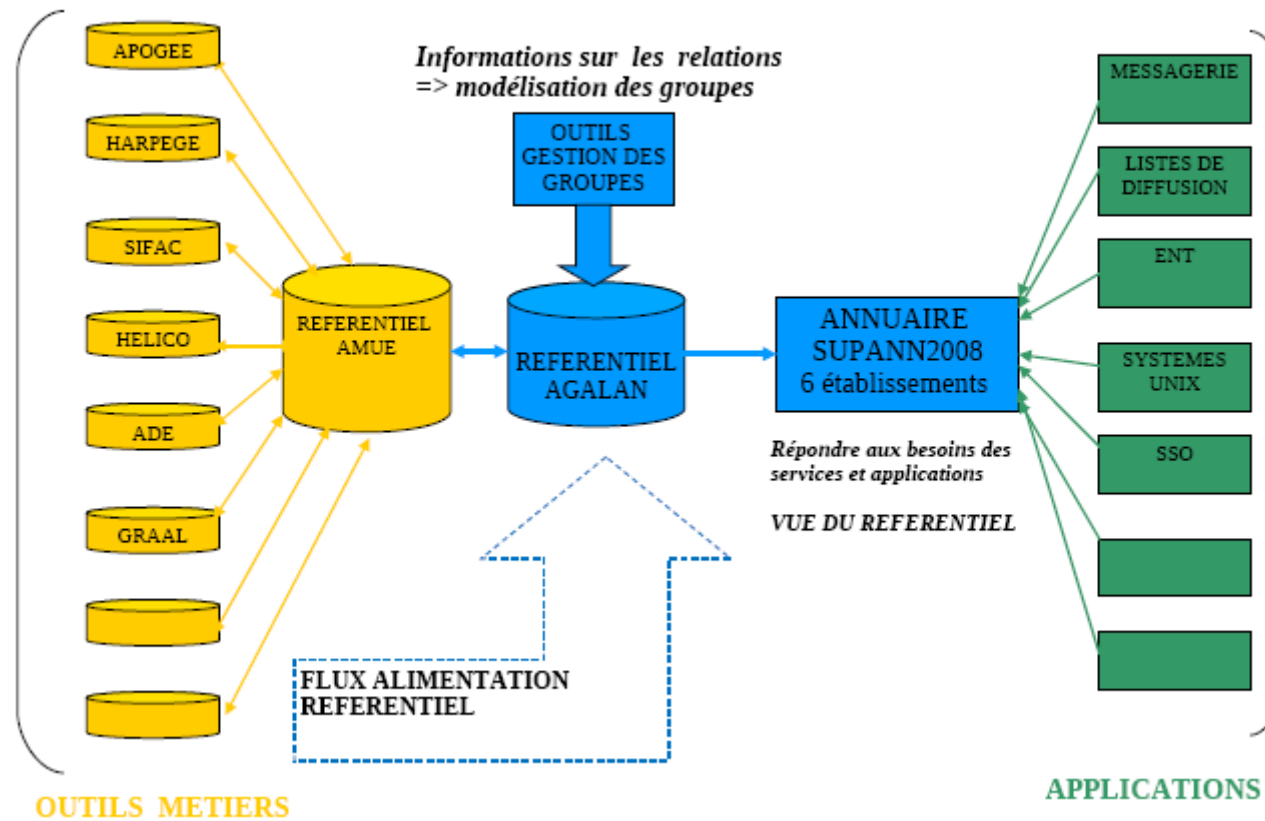 APOGEE
HARPEGE
SIFAC
HELICO
ADE
GRAAL
OUTILS METIERS
REFERENTIEL
AMUE
Informations sur les relations
=> modélisation des groupes
OUTILS
GESTION DES
GROUPES
REFERENTIEL
AGALAN
FLUX ALIMENTATION
REFERENTIEL
ANNUAIRE
SUPANN2008
6 établissements
Répondre aux besoins des
services et applications
VUE DU REFERENTIEL
MESSAGERIE
LISTES DE
DIFFUSION
ENT
SYSTEMES
UNIX
SSO
APPLICATIONS